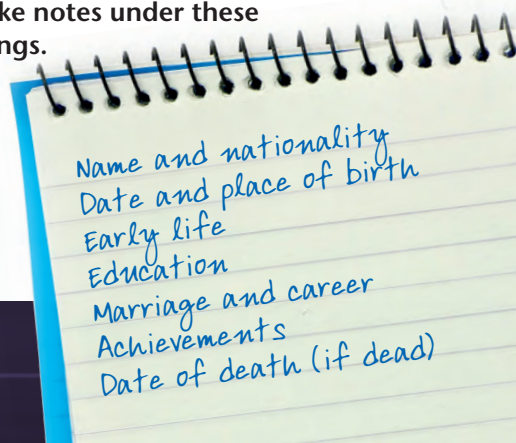 ke notes under these
ngs.
Name and nationality
Date and place of birth
Early life
Education
Marriage and career
Achievements
Date of death (if dead)